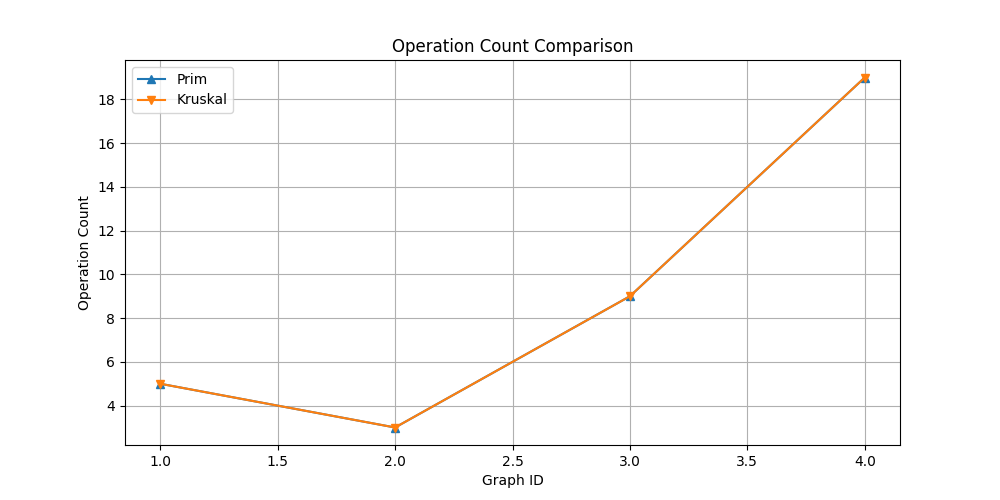 Operation Count Comparison
Prim
Kruskal
Operation Count
18
16
14
12
10
8
6
4
1.0 1.5 2.0 2.5 3.0 3.5 4.0
Graph ID